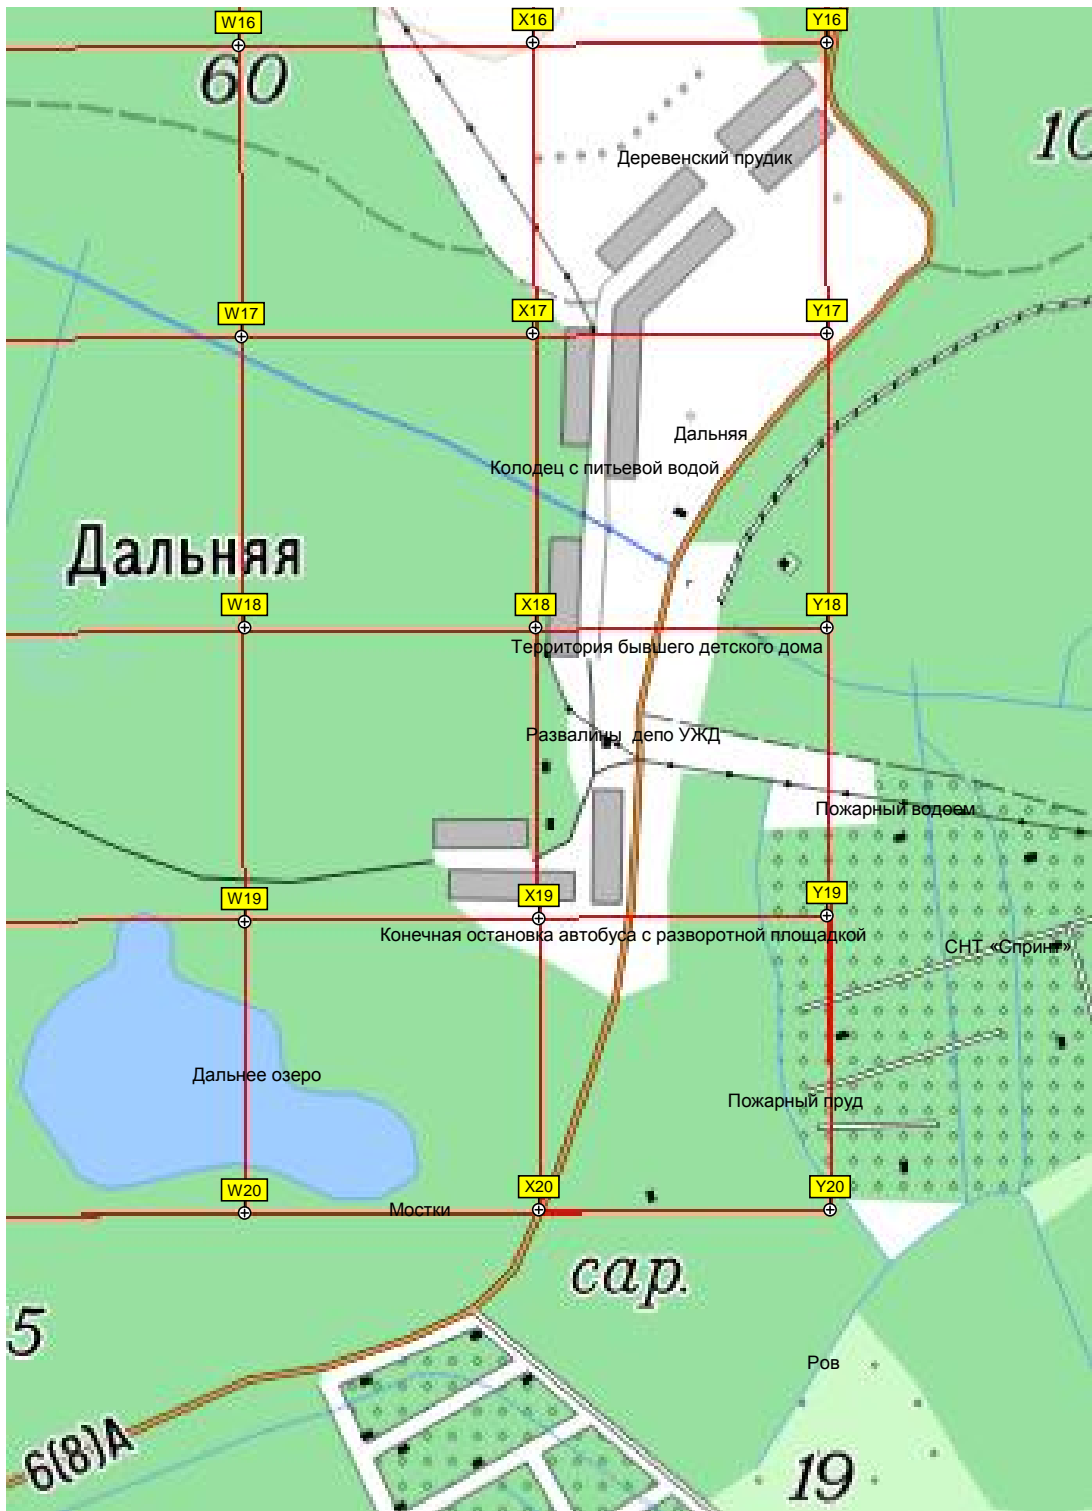 W16
X16
Y16
60
10
Деревенский прудик
W17
X17
Y17
Дальняя
Колодец с питьевой водой
Дальняя
W18
X18
Y18
Территория бывшего детского дома
Развалины депо УЖД
Пожарный водоем
W19
X19
Y19
Конечная остановка автобуса с разворотной площадкой
СНТ «Спринт»
Дальнее озеро
Пожарный пруд
W20
X20
Y20
Мостки
сар.
5
Ров
6(8)А
19